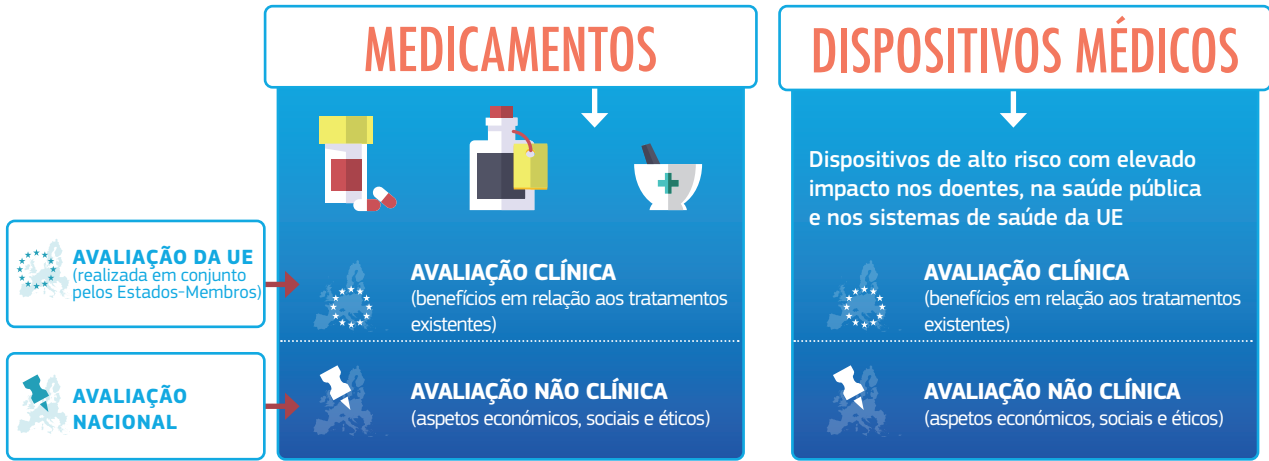 MEDICAMENTOS
DISPOSITIVOS MÉDICOS
Dispositivos de alto risco com elevado
impacto nos doentes, na saúde pública
e nos sistemas de saúde da UE
AVALIAÇÃO DA UE
(realizada em conjunto
pelos Estados-Membros)
AVALIAÇÃO CLÍNICA
(benefícios em relação aos tratamentos
existentes)
AVALIAÇÃO CLÍNICA
(benefícios em relação aos tratamentos
existentes)
AVALIAÇÃO
NACIONAL
AVALIAÇÃO NÃO CLÍNICA
(aspetos económicos, sociais e éticos)
AVALIAÇÃO NÃO CLÍNICA
(aspetos económicos, sociais e éticos)